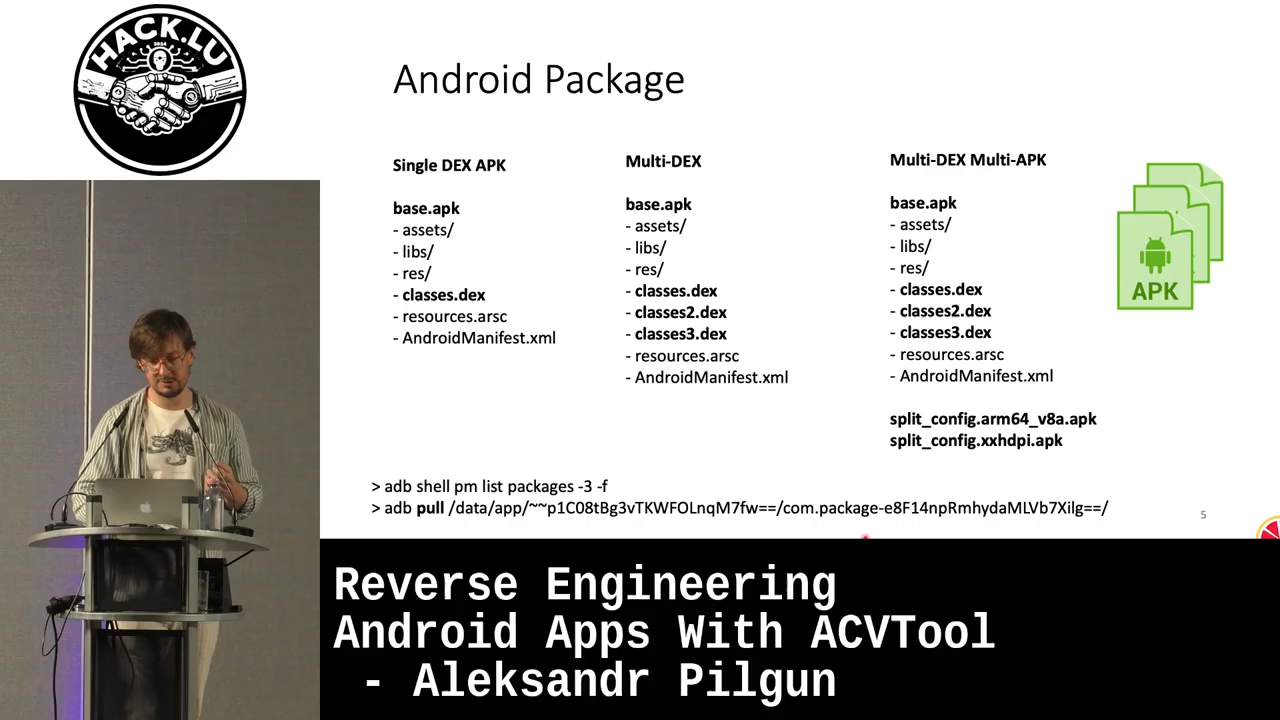 HACK.LU
2024
Android Package
Single DEX APK
base.apk
- assets/
- libs/
- res/
- classes.dex
- resources.arsc
- AndroidManifest.xml
Multi-DEX
base.apk
- assets/
- libs/
- res/
- classes.dex
- classes2.dex
- classes3.dex
- resources.arsc
- AndroidManifest.xml
Multi-DEX Multi-APK
base.apk
- assets/
- libs/
- res/
- classes.dex
- classes2.dex
- classes3.dex
- resources.arsc
- AndroidManifest.xml
split_config.arm64_v8a.apk
split_config.xxhdpi.apk
APK
> adb shell pm list packages -3 -f
> adb pull /data/app/~~p1C08tBg3vTKWFOLnqM7fw==/com.package-e8F14npRmhydaMLVb7Xilg==/
5
Reverse Engineering
Android Apps With ACVTool
- Aleksandr Pilgun